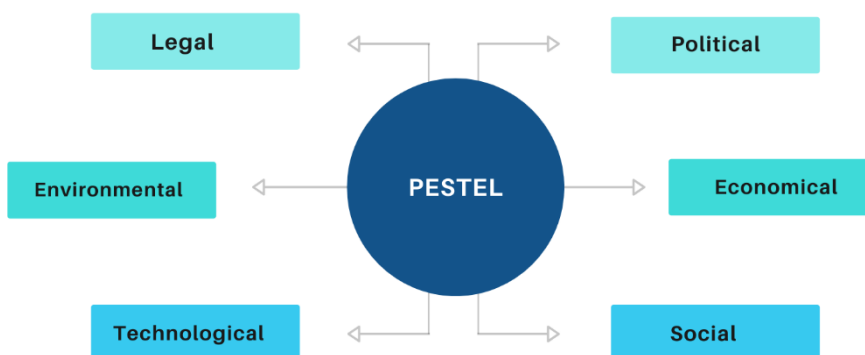 Legal
Political
Environmental
PESTEL
Economical
Technological
Social